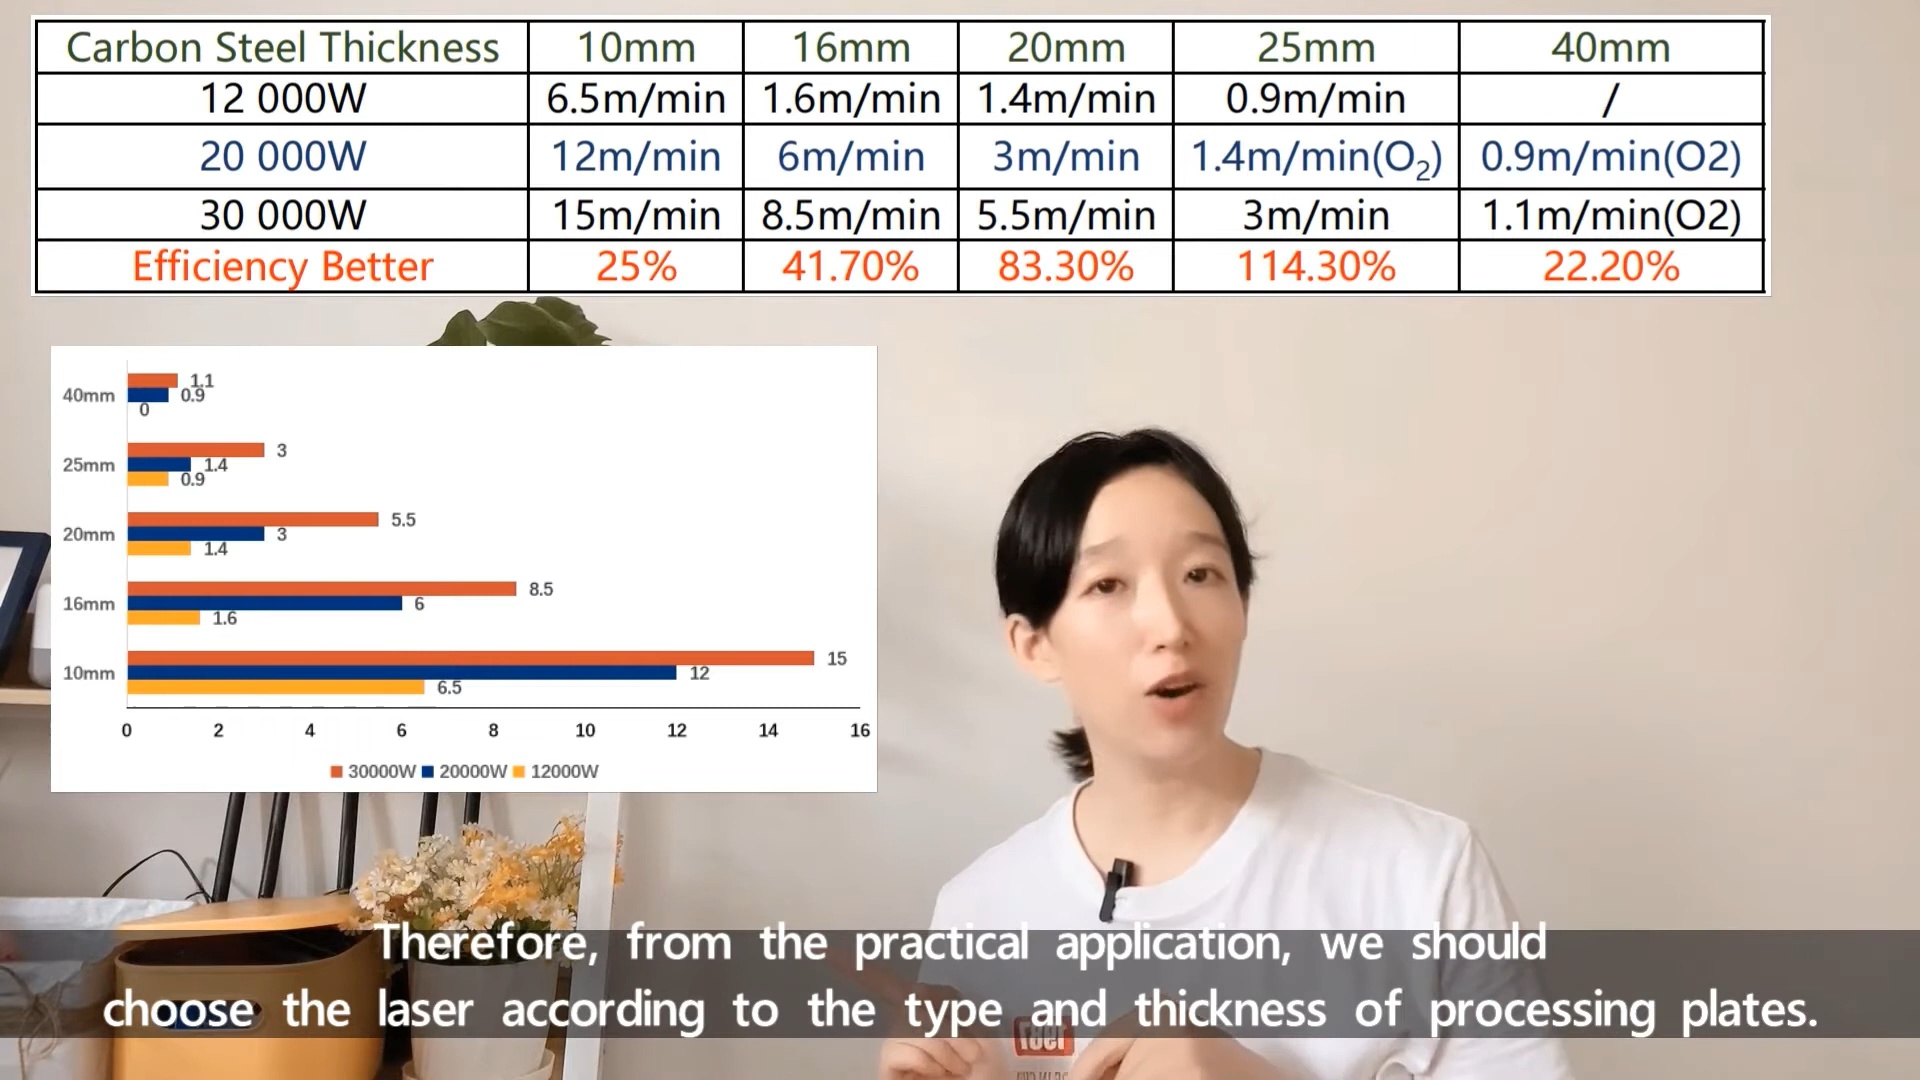 Carbon Steel Thickness 10mm 16mm 20mm 25mm 40mm
12 000W 6.5m/min 1.6m/min 1.4m/min 0.9m/min /
20 000W 12m/min 6m/min 3m/min 1.4m/min(O₂) 0.9m/min(O2)
30 000W 15m/min 8.5m/min 5.5m/min 3m/min 1.1m/min(O2)
Efficiency Better 25% 41.70% 83.30% 114.30% 22.20%
1.1
40mm 0.9
0
3
25mm 1.4
0.9
5.5
20mm 3
1.4
8.5
16mm 6
1.6
15
10mm 12
6.5
0 2 4 6 8 10 12 14 16
30000W 20000W 12000W
Therefore, from the practical application, we should
choose the laser according to the type and thickness of processing plates.